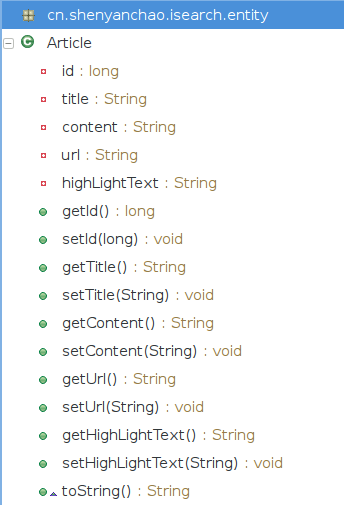 cn.shenyanchao.isearch.entity
Article
id : long
title : String
content : String
url : String
highLightText : String
getId() : long
setId(long) : void
getTitle() : String
setTitle(String) : void
getContent() : String
setContent(String) : void
getUrl() : String
setUrl(String) : void
getHighLightText() : String
setHighLightText(String) : void
toString() : String